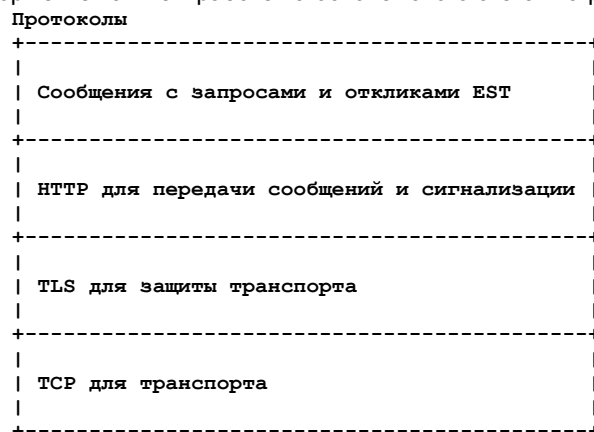 Протоколы
+--------------------------------------------+
| Сообщения с запросами и откликами EST |
+--------------------------------------------+
| HTTP для передачи сообщений и сигнализации |
+--------------------------------------------+
| TLS для защиты транспорта |
+--------------------------------------------+
| TCP для транспорта |
+--------------------------------------------+